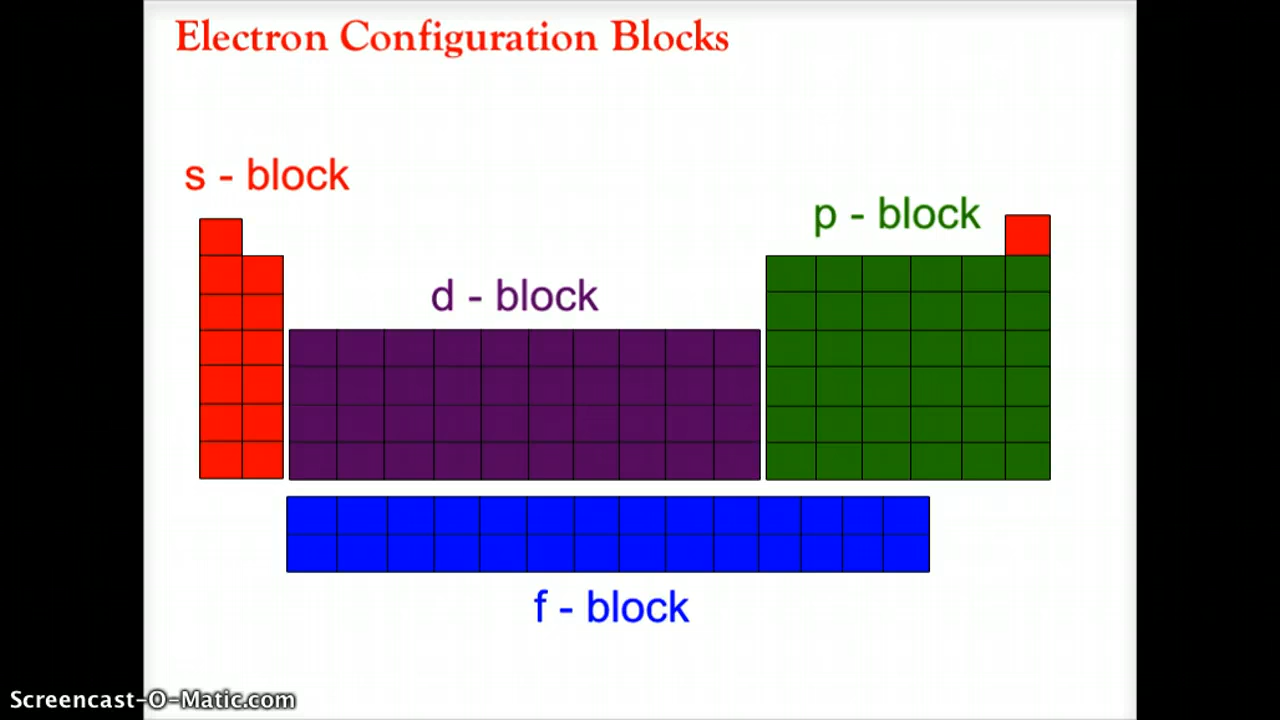 Electron Configuration Blocks
s - block
p - block
d - block
f - block
Screencast-O-Matic.com